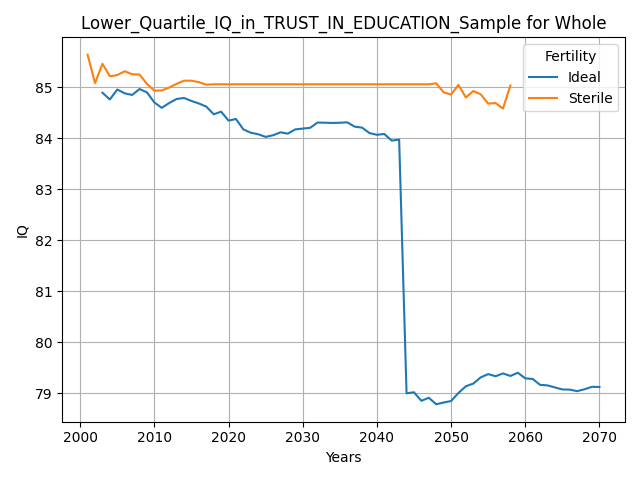 Lower_Quartile_IQ_in_TRUST_IN_EDUCATION_Sample for Whole
Fertility
Ideal
Sterile
85
84
83
82
81
80
79
IQ
2000 2010 2020 2030 2040 2050 2060 2070
Years